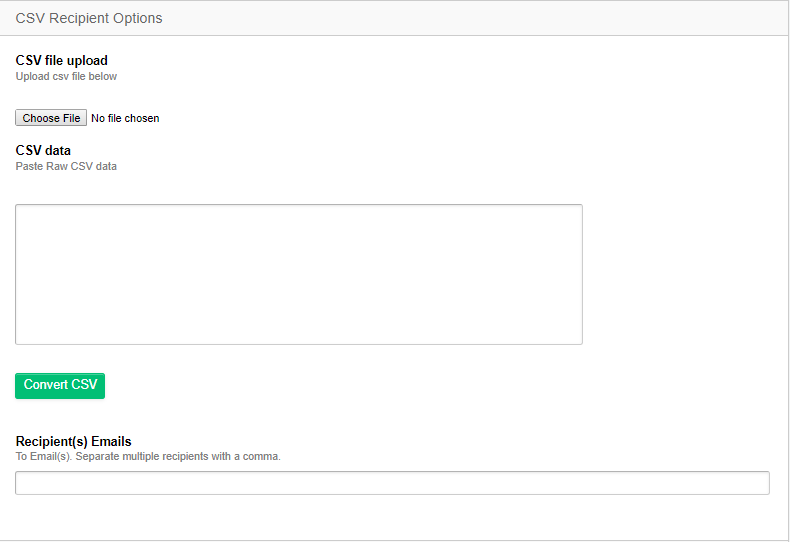 CSV Recipient Options
CSV file upload
Upload csv file below
Choose File No file chosen
CSV data
Paste Raw CSV data
Convert CSV
Recipient(s) Emails
To Email(s). Separate multiple recipients with a comma.